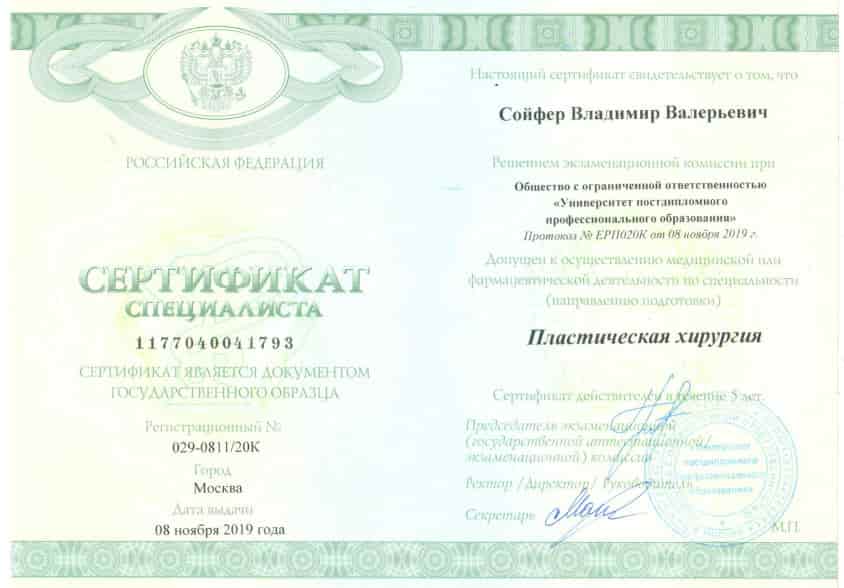 РОССИЙСКАЯ ФЕДЕРАЦИЯ
СЕРТИФИКАТ
СПЕЦИАЛИСТА
1177040041793
СЕРТИФИКАТ ЯВЛЯЕТСЯ ДОКУМЕНТОМ
ГОСУДАРСТВЕННОГО ОБРАЗЦА
Регистрационный №
029-0811/20К
Город
Москва
Дата выдачи
08 ноября 2019 года
Настоящий сертификат свидетельствует о том, что
Сойфер Владимир Валерьевич
Решением экзаменационной комиссии при
Общество с ограниченной ответственностью
«Университет постдипломного
профессионального образования»
Протокол № ЕРП020К от 08 ноября 2019 г.
Допущен к осуществлению медицинской или
фармацевтической деятельности по специальности
(направлению подготовки)
Пластическая хирургия
Сертификат действителен в течение 5 лет.
Председатель экзаменационной
(государственной аттестационной/
экзаменационной) комиссии
Ректор /Директор/ Руководитель
Секретарь
М.П.